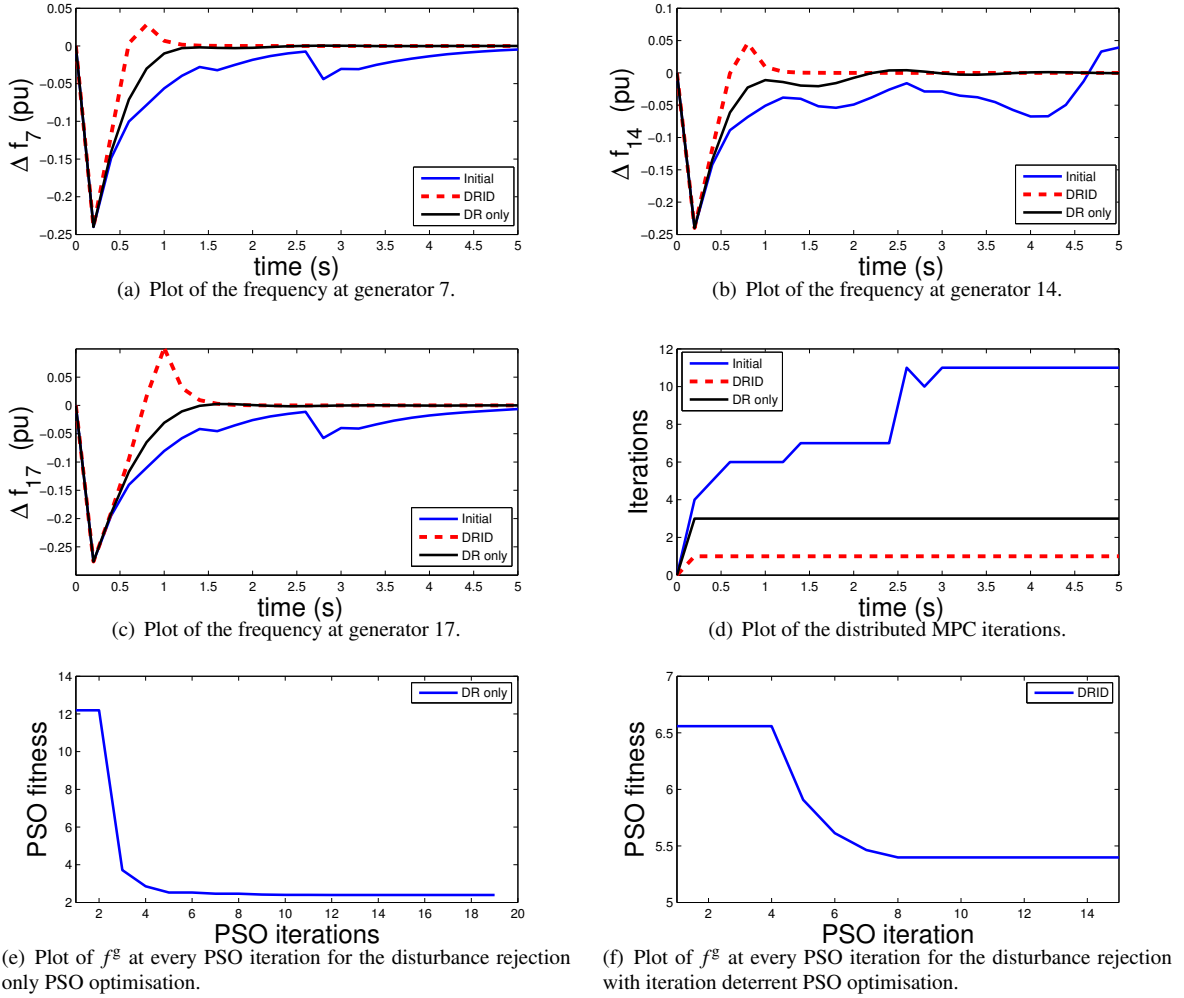 0.05
0
−0.05
−0.1
−0.15
−0.2
−0.25
Δ f7 (pu)
Initial
DRID
DR only
0 0.5 1 1.5 2 2.5 3 3.5 4 4.5 5
time (s)
(a) Plot of the frequency at generator 7.
0.1
0.05
0
−0.05
−0.1
−0.15
−0.2
−0.25
Δ f14 (pu)
Initial
DRID
DR only
0 0.5 1 1.5 2 2.5 3 3.5 4 4.5 5
time (s)
(b) Plot of the frequency at generator 14.
0.05
0
−0.05
−0.1
−0.15
−0.2
−0.25
Δ f17 (pu)
Initial
DRID
DR only
0 0.5 1 1.5 2 2.5 3 3.5 4 4.5 5
time (s)
(c) Plot of the frequency at generator 17.
12
10
8
6
4
2
0
Iterations
Initial
DRID
DR only
0 0.5 1 1.5 2 2.5 3 3.5 4 4.5 5
time (s)
(d) Plot of the distributed MPC iterations.
14
12
10
8
6
4
2
PSO fitness
DR only
2 4 6 8 10 12 14 16 18 20
PSO iterations
(e) Plot of f^g at every PSO iteration for the disturbance rejection
only PSO optimisation.
7
6.5
6
5.5
5
PSO fitness
DRID
2 4 6 8 10 12 14
PSO iteration
(f) Plot of f^g at every PSO iteration for the disturbance rejection
with iteration deterrent PSO optimisation.